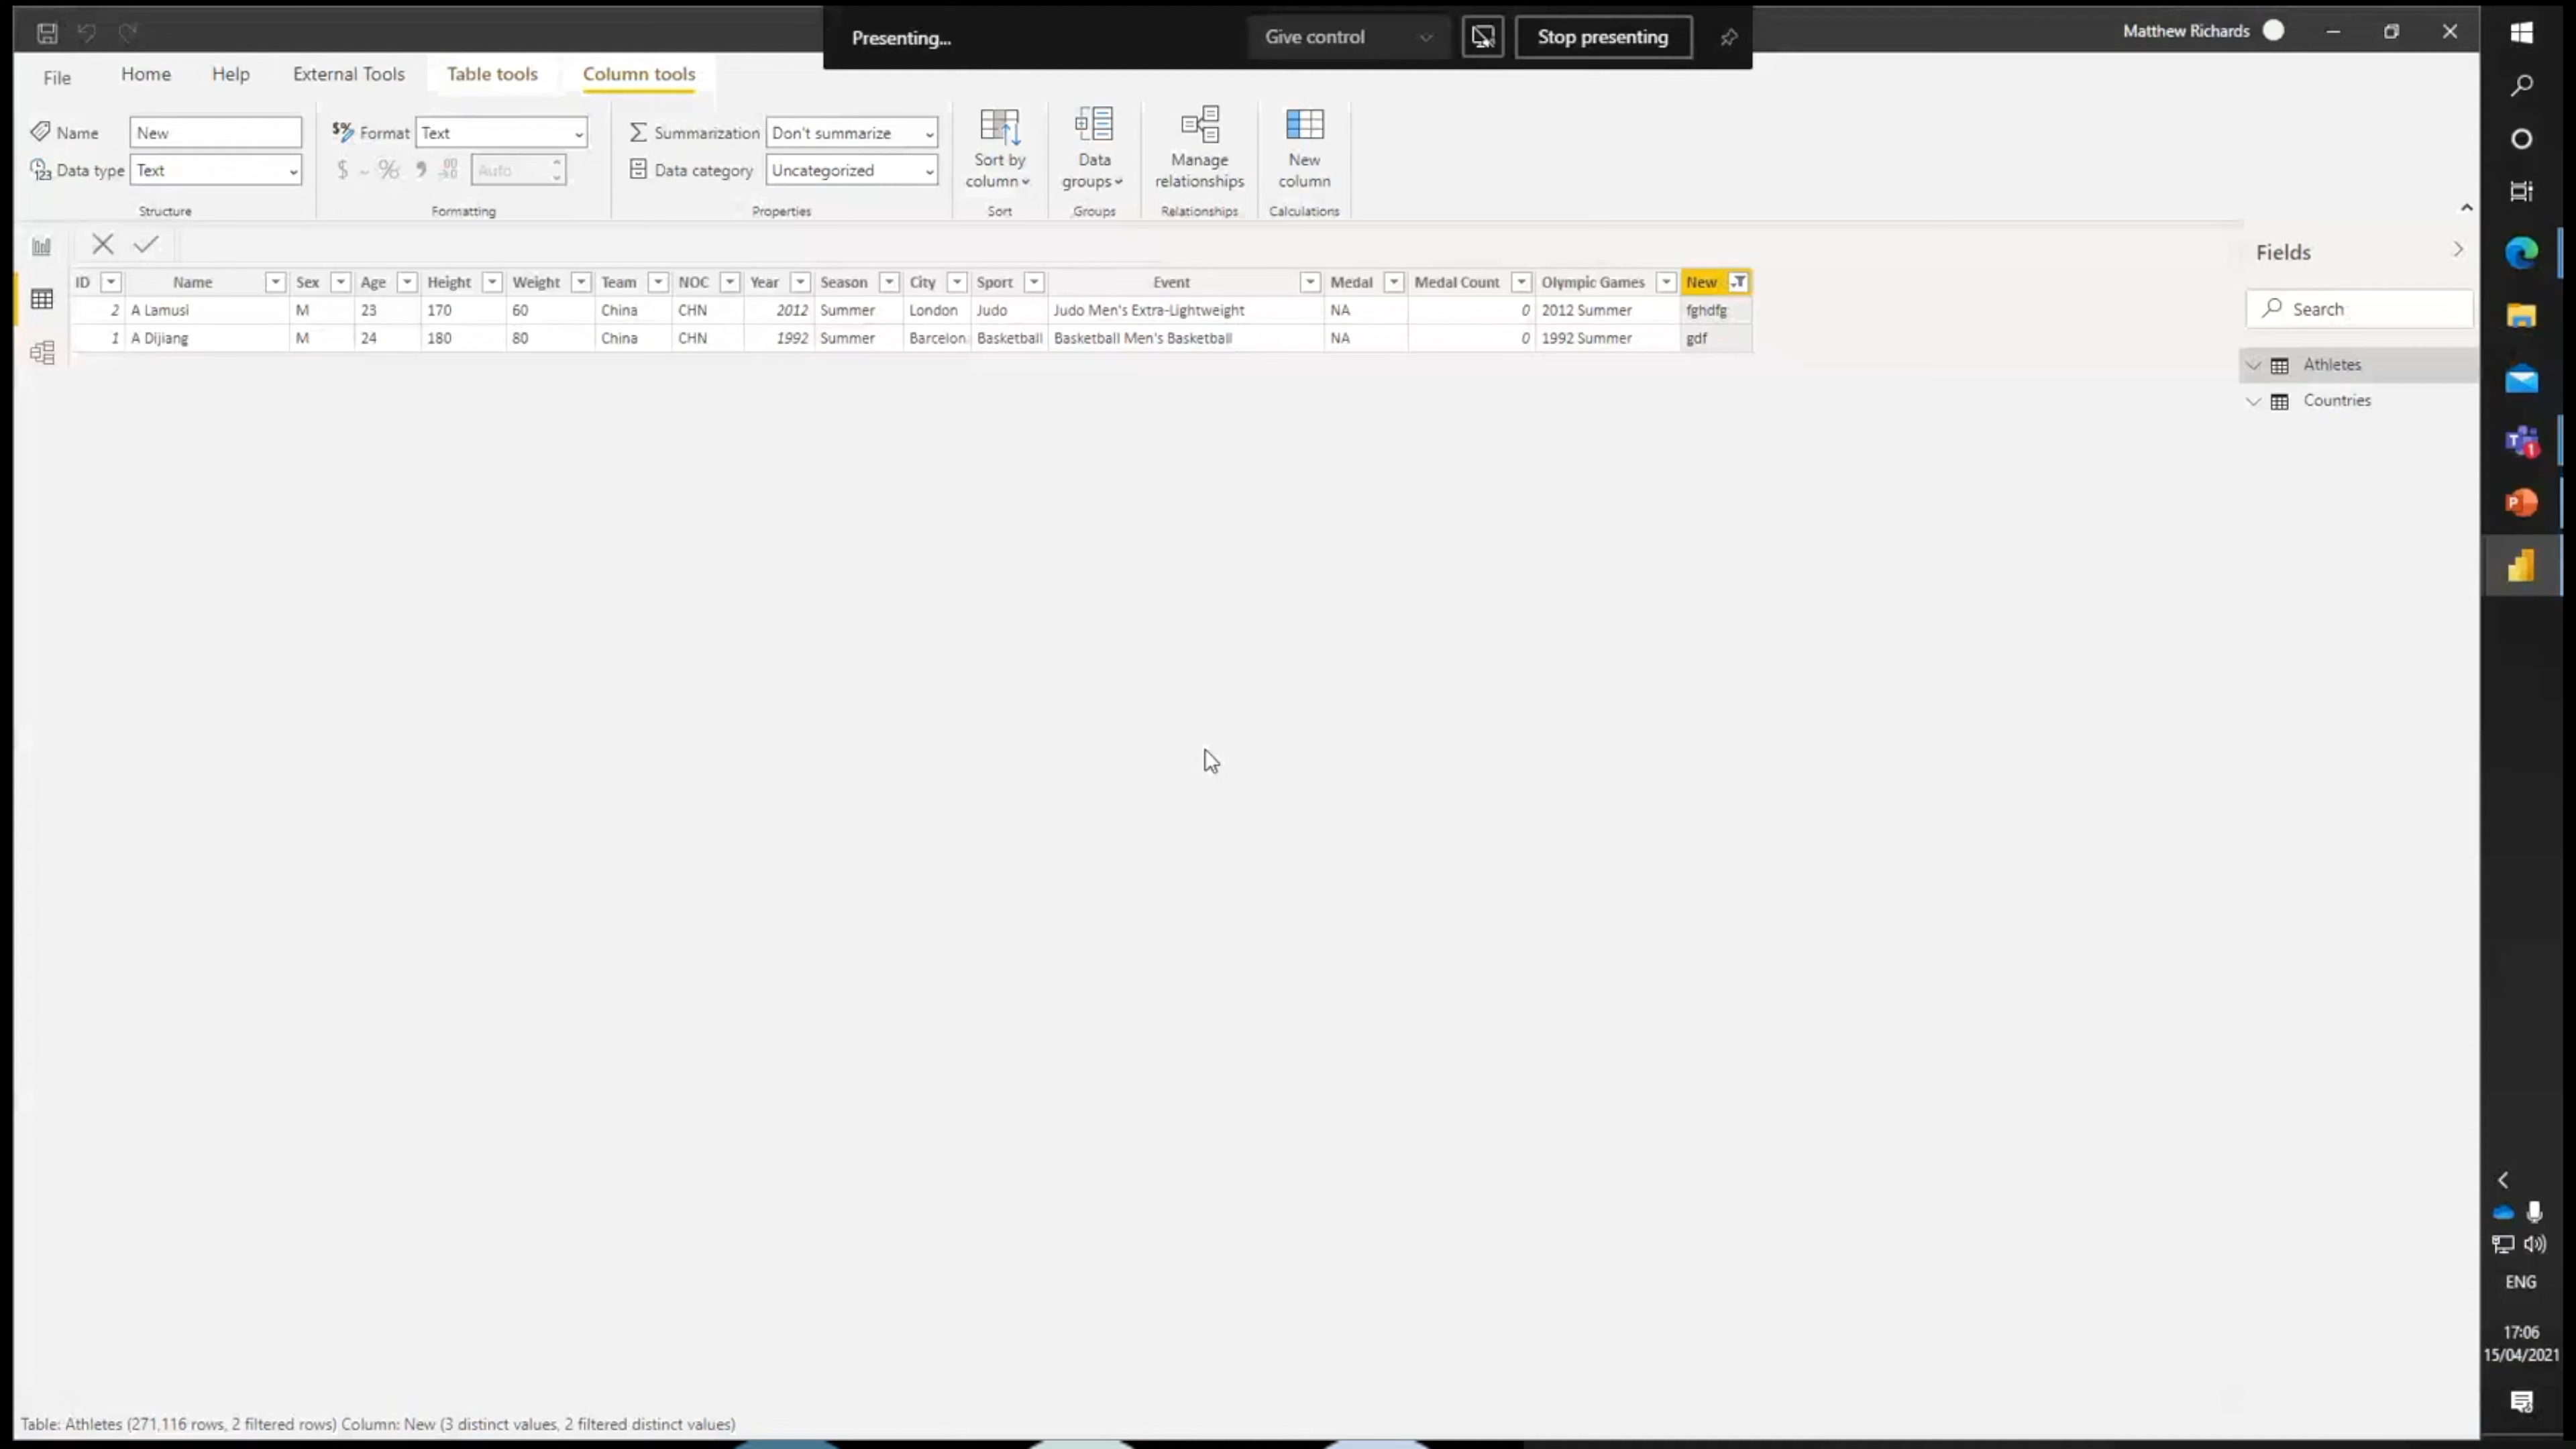 Presenting...
Give control
Stop presenting
Matthew Richards
File
Home
Help
External Tools
Table tools
Column tools
Name
New
Format
Text
Summarization
Don't summarize
Data type
Text
$ ~ % 9 .00
Auto
Data category
Uncategorized
Sort by column
Data groups
Manage relationships
New column
Structure
Formatting
Properties
Sort
Groups
Relationships
Calculations
Fields
Search
Athletes
Countries
ID Name Sex Age Height Weight Team NOC Year Season City Sport Event Medal Medal Count Olympic Games New
2 A Lamusi M 23 170 60 China CHN 2012 Summer London Judo Judo Men's Extra-Lightweight NA 0 2012 Summer fghdfg
1 A Dijiang M 24 180 80 China CHN 1992 Summer Barcelon Basketball Basketball Men's Basketball NA 0 1992 Summer gdf
ENG
17:06
15/04/2021
Table: Athletes (271,116 rows, 2 filtered rows) Column: New (3 distinct values, 2 filtered distinct values)